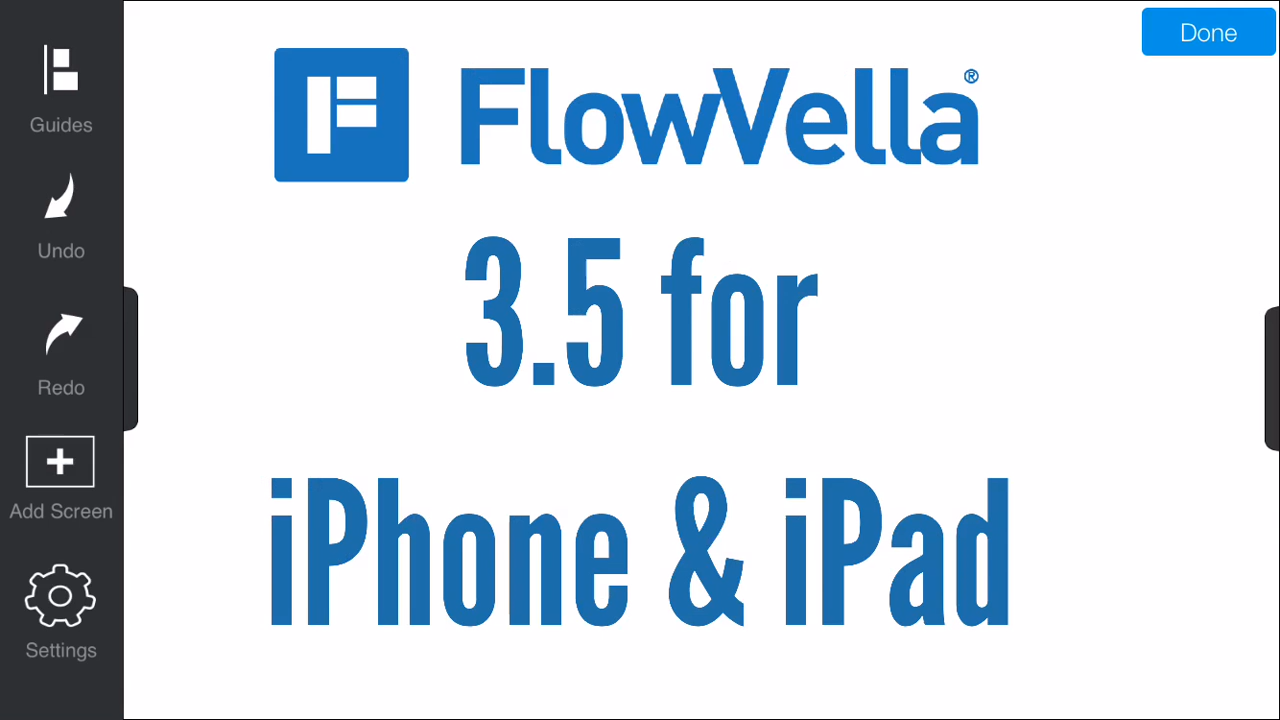 Done
FlowVella®
3.5 for
iPhone & iPad
Guides
Undo
Redo
Add Screen
Settings